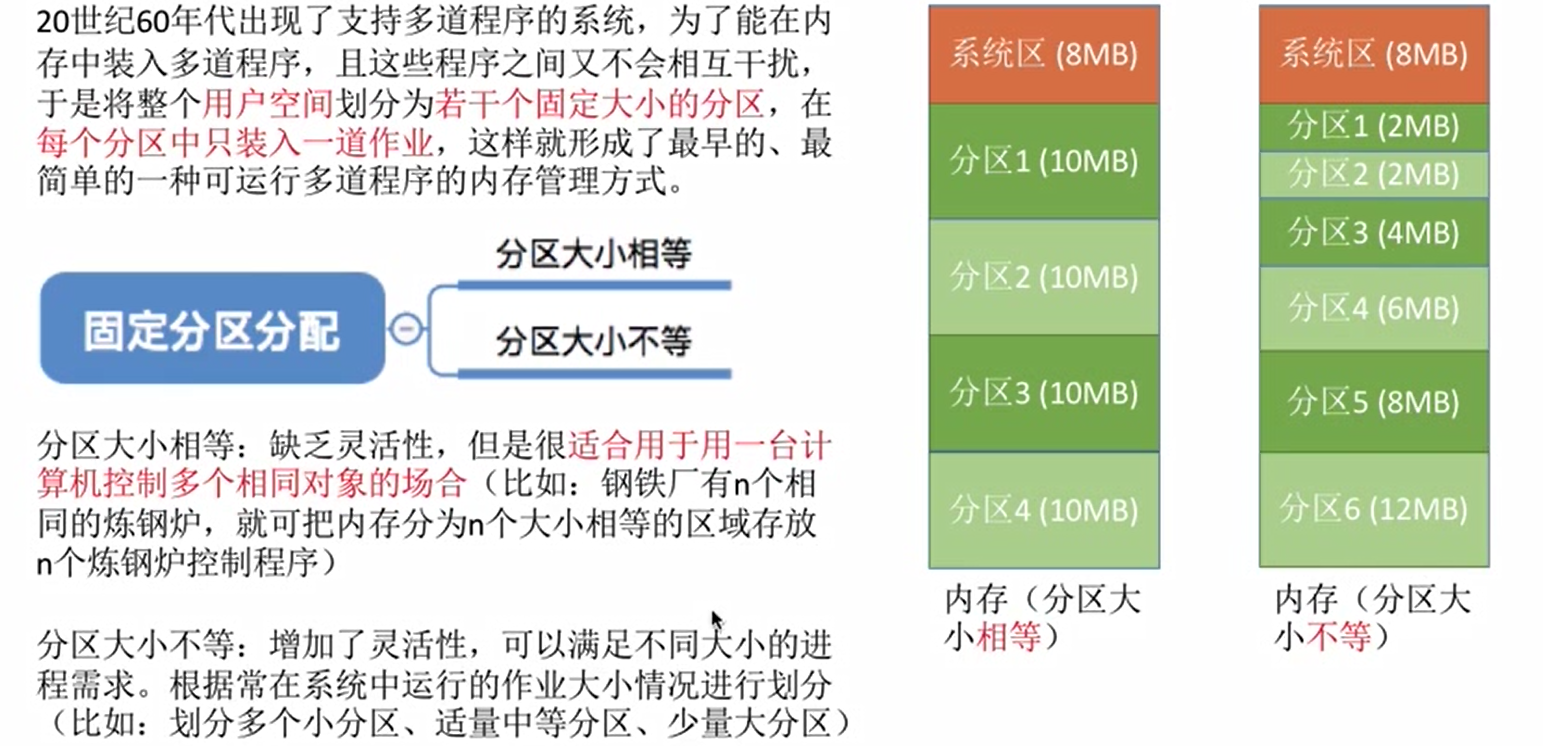 20世纪60年代出现了支持多道程序的系统，为了能在内
存中装入多道程序，且这些程序之间又不会相互干扰，
于是将整个用户空间划分为若干个固定大小的分区，在
每个分区中只装入一道作业，这样就形成了最早的、最
简单的一种可运行多道程序的内存管理方式。
固定分区分配
分区大小相等
分区大小不等
分区大小相等：缺乏灵活性，但是很适合用于用一台计
算机控制多个相同对象的场合（比如：钢铁厂有n个相
同的炼钢炉，就可把内存分为n个大小相等的区域存放
n个炼钢炉控制程序）
分区大小不等：增加了灵活性，可以满足不同大小的进
程需求。根据常在系统中运行的作业大小情况进行划分
（比如：划分多个小分区、适量中等分区、少量大分区）
系统区 (8MB)
分区1 (10MB)
分区2 (10MB)
分区3 (10MB)
分区4 (10MB)
内存（分区大
小相等）
系统区 (8MB)
分区1 (2MB)
分区2 (2MB)
分区3 (4MB)
分区4 (6MB)
分区5 (8MB)
分区6 (12MB)
内存（分区大
小不等）